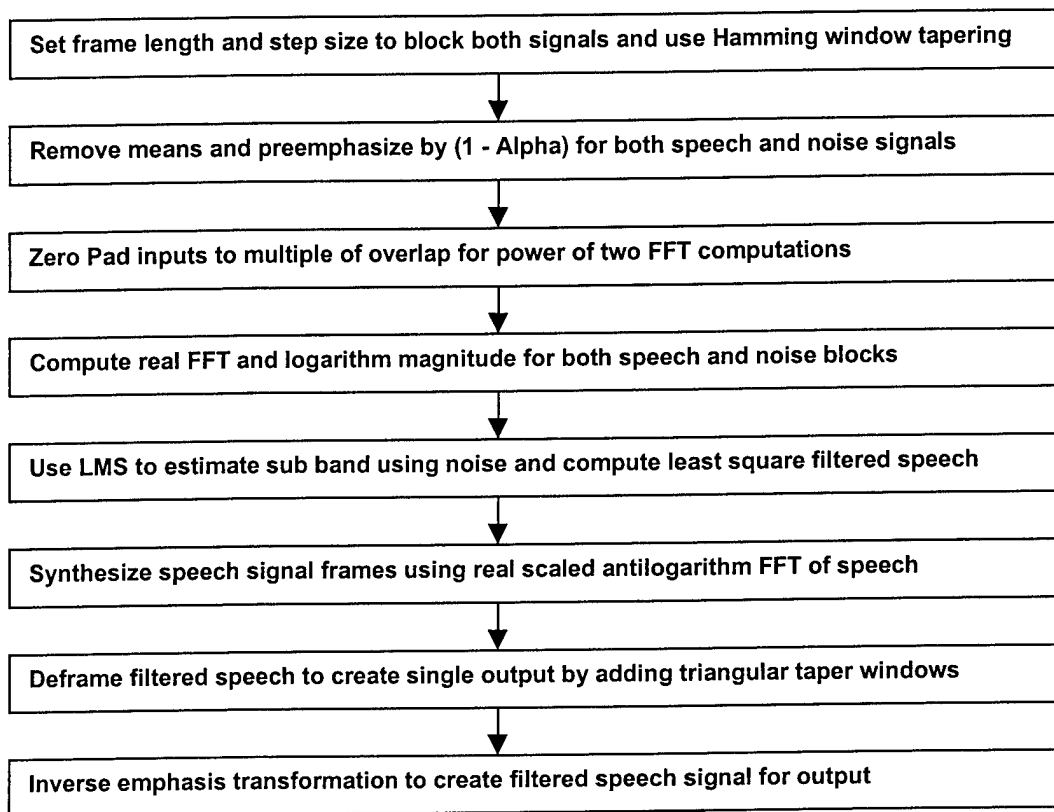 Set frame length and step size to block both signals and use Hamming window tapering
Remove means and preemphasize by (1 - Alpha) for both speech and noise signals
Zero Pad inputs to multiple of overlap for power of two FFT computations
Compute real FFT and logarithm magnitude for both speech and noise blocks
Use LMS to estimate sub band using noise and compute least square filtered speech
Synthesize speech signal frames using real scaled antilogarithm FFT of speech
Deframe filtered speech to create single output by adding triangular taper windows
Inverse emphasis transformation to create filtered speech signal for output